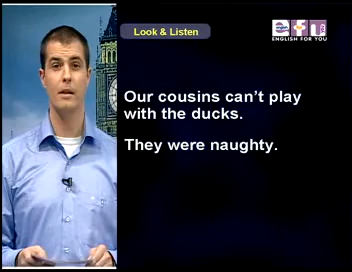 Look & Listen
efu
ENGLISH FOR YOU
Our cousins can't play
with the ducks.
They were naughty.